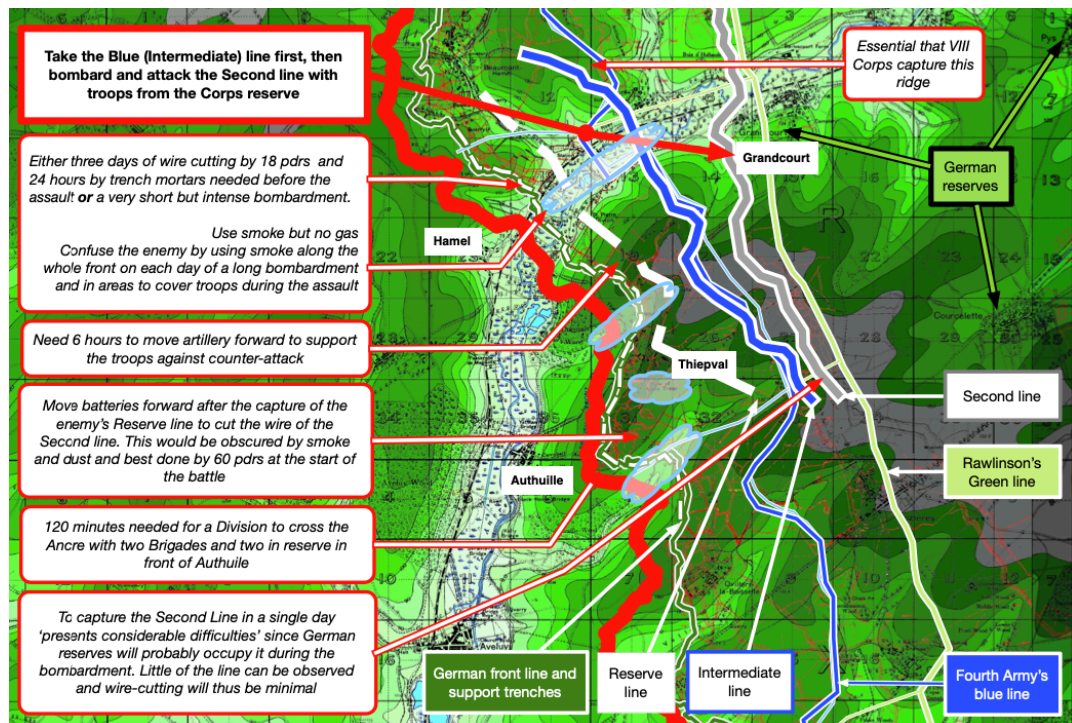 Take the Blue (Intermediate) line first, then
bombard and attack the Second line with
troops from the Corps reserve
Essential that VIII
Corps capture this
ridge
Either three days of wire cutting by 18 pdrs and
24 hours by trench mortars needed before the
assault or a very short but intense bombardment.
Use smoke but no gas
Confuse the enemy by using smoke along the
whole front on each day of a long bombardment
and in areas to cover troops during the assault
Grandcourt
German
reserves
Hamel
Need 6 hours to move artillery forward to support
the troops against counter-attack
Thiepval
Courcelette
Move batteries forward after the capture of the
enemy's Reserve line to cut the wire of the
Second line. This would be obscured by smoke
and dust and best done by 60 pdrs at the start of
the battle
Second line
Authuille
Rawlinson's
Green line
120 minutes needed for a Division to cross the
Ancre with two Brigades and two in reserve in
front of Authuile
To capture the Second Line in a single day
'presents considerable difficulties' since German
reserves will probably occupy it during the
bombardment. Little of the line can be observed
and wire-cutting will thus be minimal
German front line and
support trenches
Reserve
line
Intermediate
line
Fourth Army's
blue line